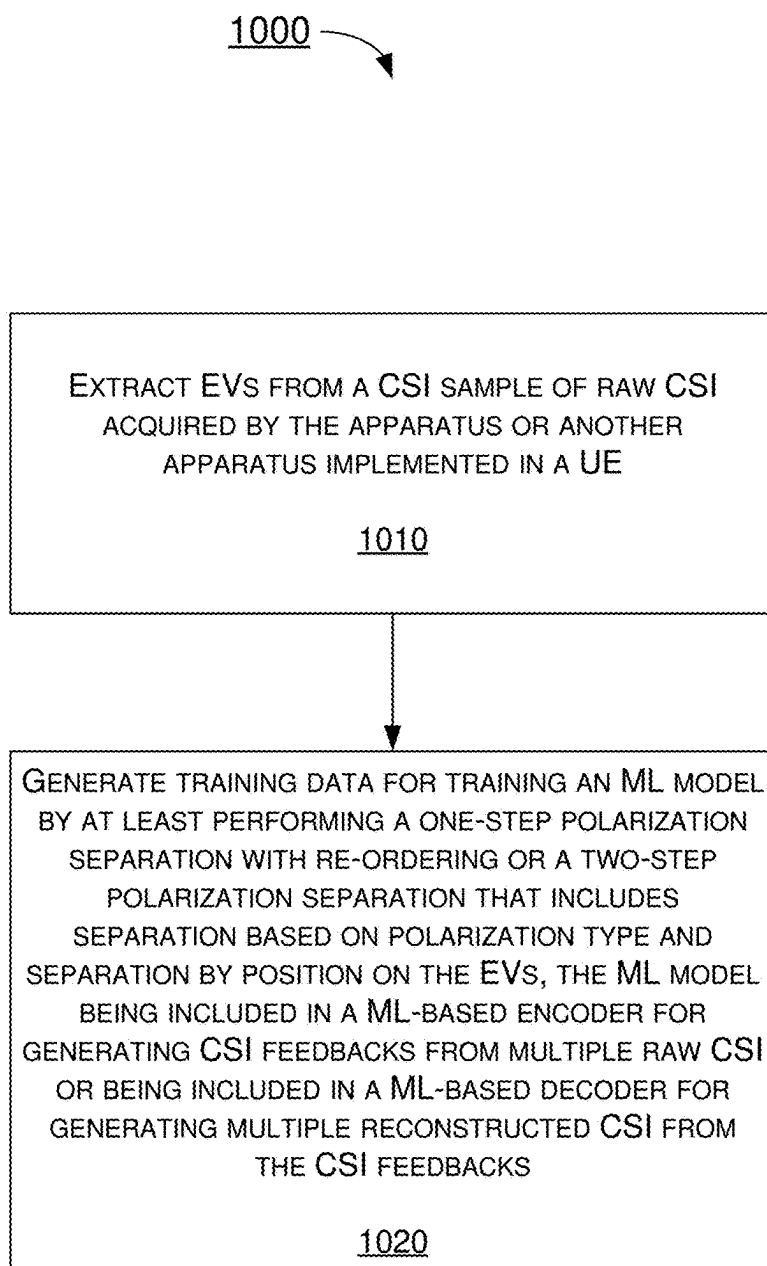 1000
EXTRACT EVS FROM A CSI SAMPLE OF RAW CSI
ACQUIRED BY THE APPARATUS OR ANOTHER
APPARATUS IMPLEMENTED IN A UE
1010
GENERATE TRAINING DATA FOR TRAINING AN ML MODEL
BY AT LEAST PERFORMING A ONE-STEP POLARIZATION
SEPARATION WITH RE-ORDERING OR A TWO-STEP
POLARIZATION SEPARATION THAT INCLUDES
SEPARATION BASED ON POLARIZATION TYPE AND
SEPARATION BY POSITION ON THE EVS, THE ML MODEL
BEING INCLUDED IN A ML-BASED ENCODER FOR
GENERATING CSI FEEDBACKS FROM MULTIPLE RAW CSI
OR BEING INCLUDED IN A ML-BASED DECODER FOR
GENERATING MULTIPLE RECONSTRUCTED CSI FROM
THE CSI FEEDBACKS
1020